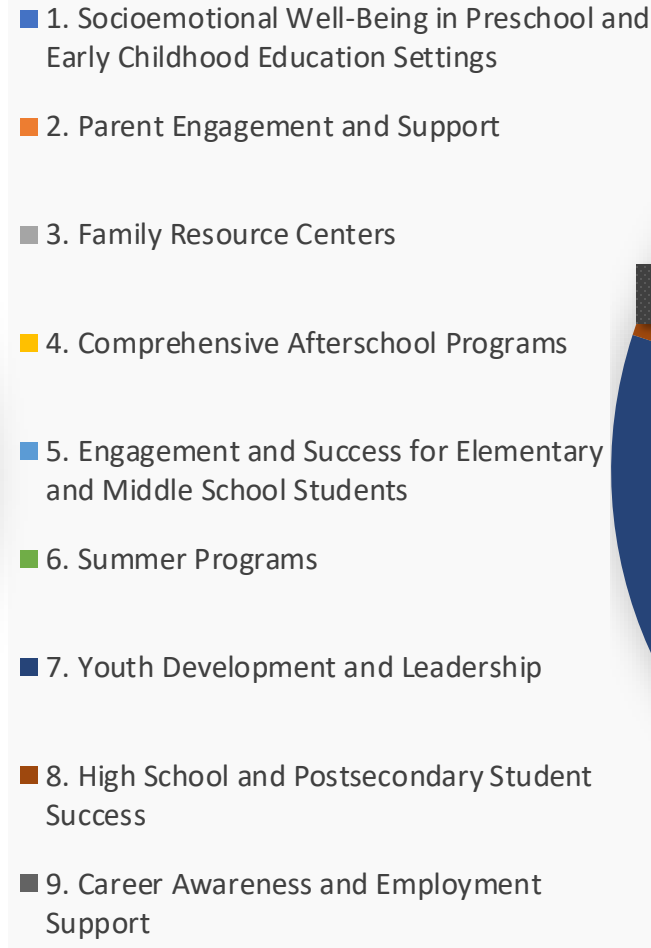 1. Socioemotional Well-Being in Preschool and
Early Childhood Education Settings
2. Parent Engagement and Support
3. Family Resource Centers
4. Comprehensive Afterschool Programs
5. Engagement and Success for Elementary
and Middle School Students
6. Summer Programs
7. Youth Development and Leadership
8. High School and Postsecondary Student
Success
9. Career Awareness and Employment
Support